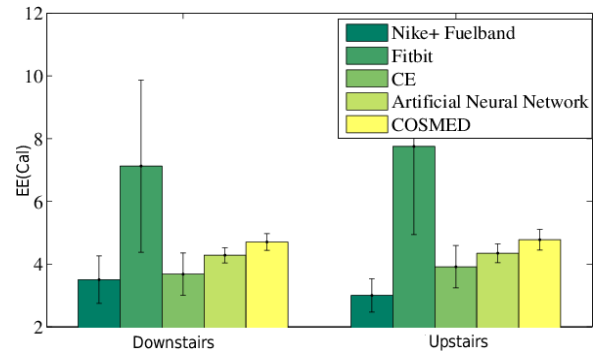 12
10
8
6
4
2
EE(Cal)
Nike+ Fuelband
Fitbit
CE
Artificial Neural Network
COSMED
Downstairs
Upstairs